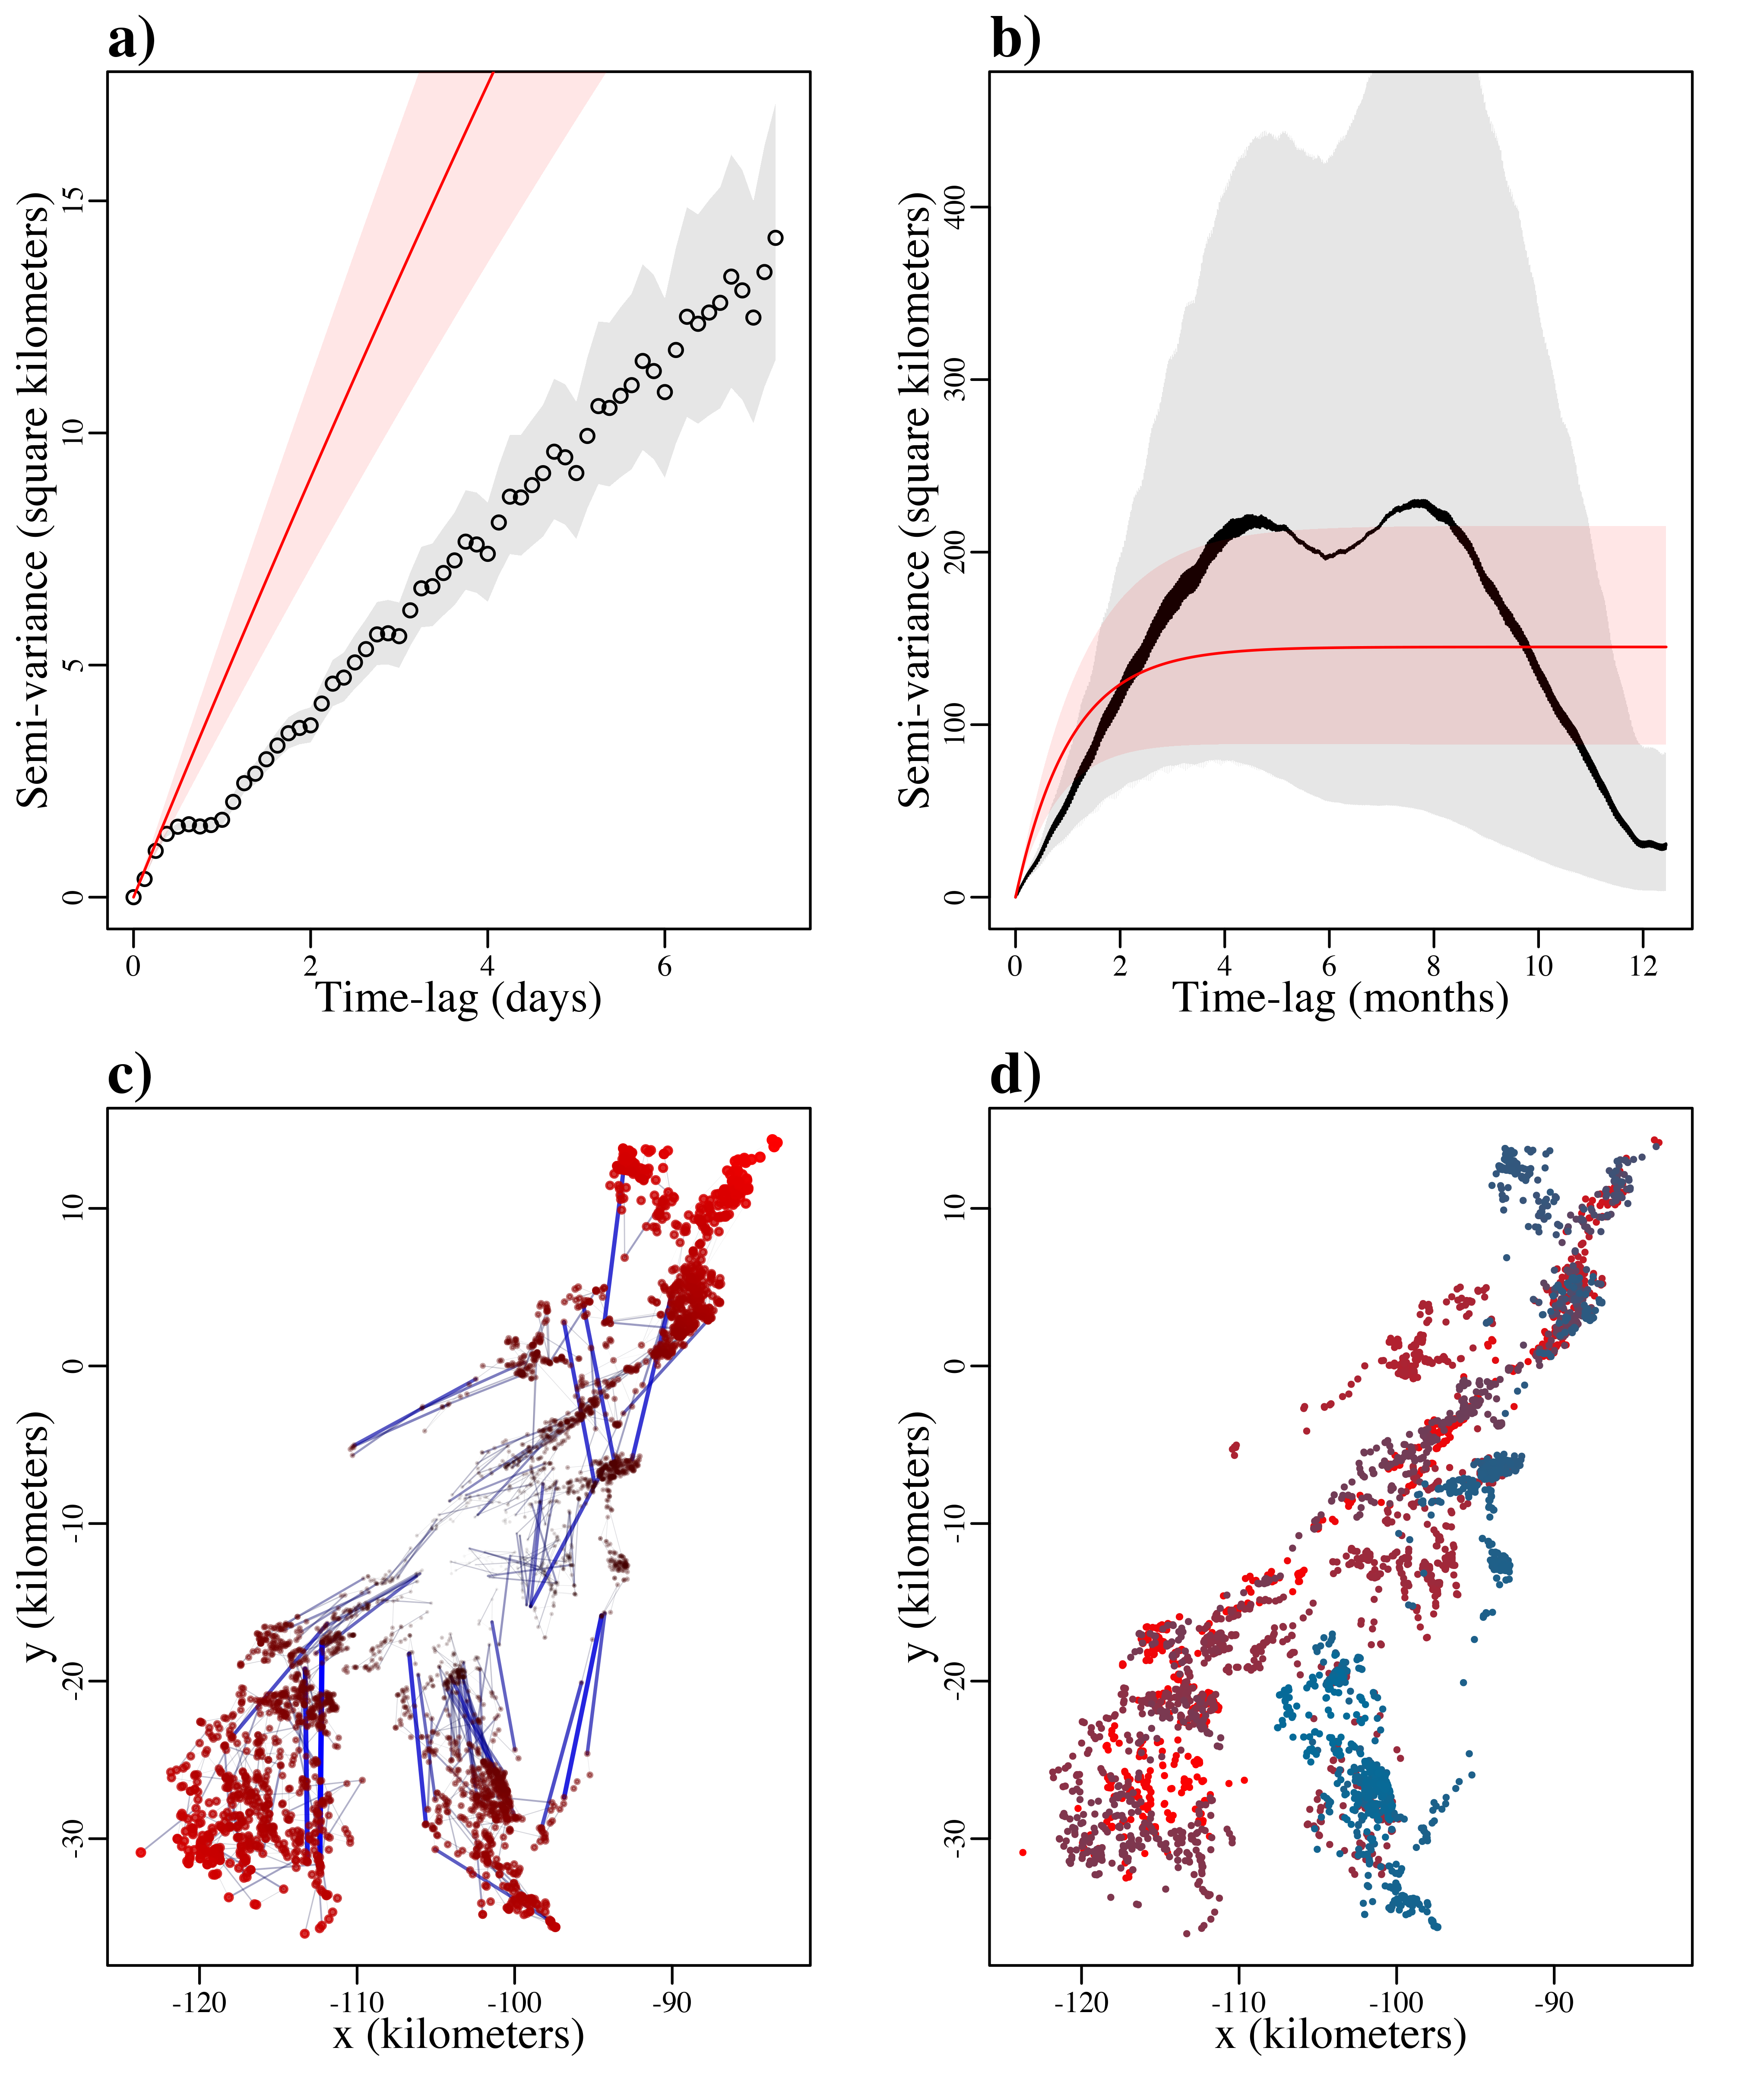 a)
Semi-variance (square kilometers)
15
10
5
0
0 2 4 6
Time-lag (days)
b)
Semi-variance (square kilometers)
400
300
200
100
0
0 2 4 6 8 10 12
Time-lag (months)
c)
y (kilometers)
10
0
-10
-20
-30
-120 -110 -100 -90
x (kilometers)
d)
y (kilometers)
10
0
-10
-20
-30
-120 -110 -100 -90
x (kilometers)